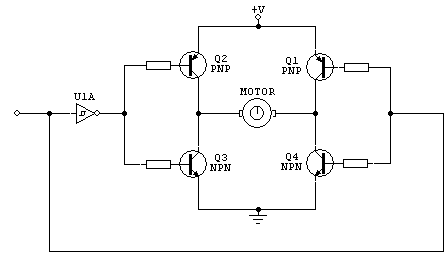 +V
Q2
PNP
Q1
PNP
MOTOR
U1A
Q3
NPN
Q4
NPN